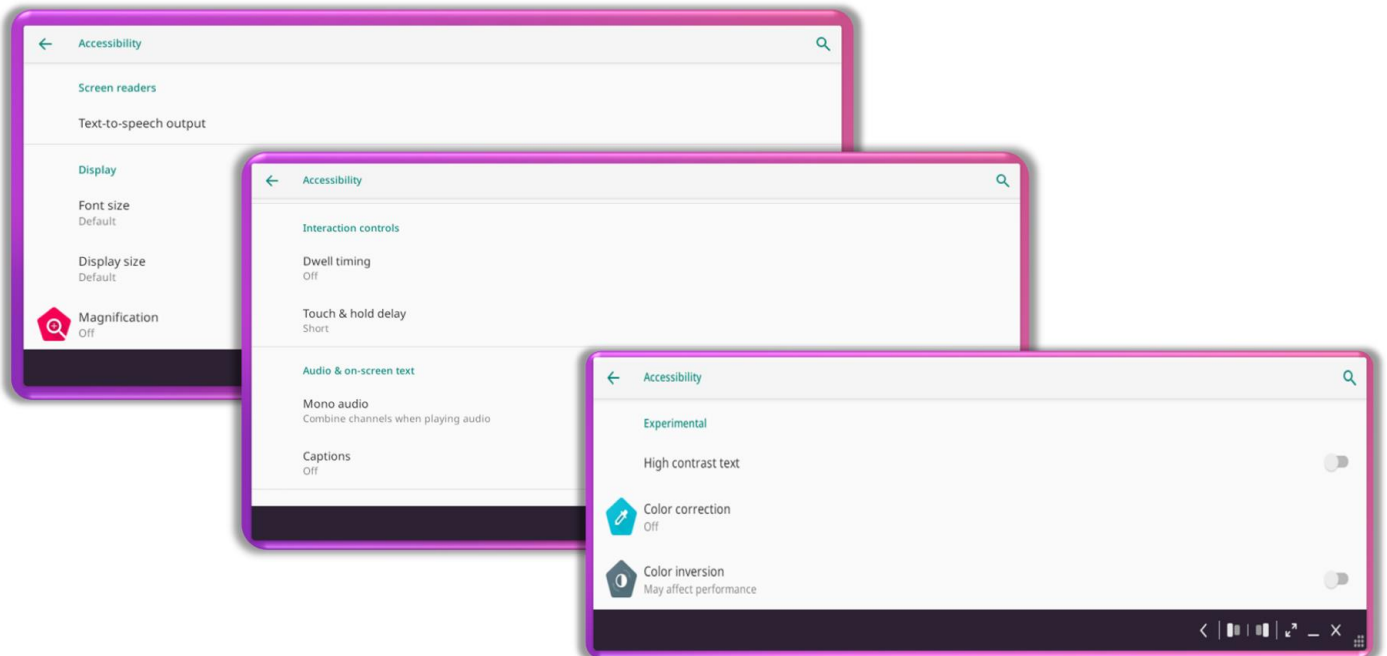 Accessibility
Screen readers
Text-to-speech output
Display
Font size
Default
Display size
Default
Magnification
Off
Accessibility
Interaction controls
Dwell timing
Off
Touch & hold delay
Short
Audio & on-screen text
Mono audio
Combine channels when playing audio
Captions
Off
Accessibility
Experimental
High contrast text
Color correction
Off
Color inversion
May affect performance